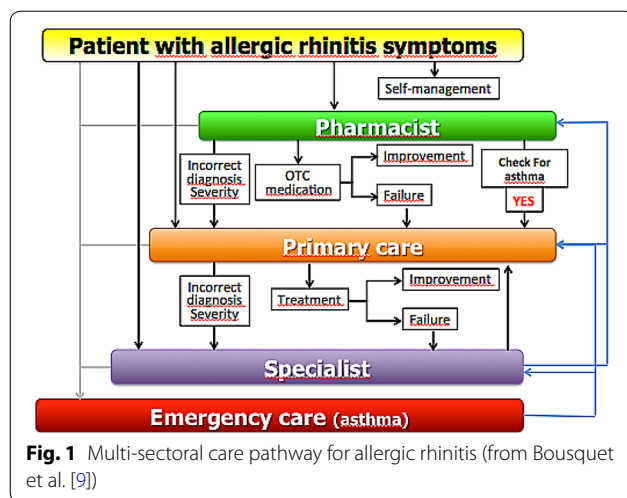 Patient with allergic rhinitis symptoms
Self-management
Pharmacist
Incorrect
diagnosis
Severity
OTC
medication
Improvement
Failure
Check For
asthma
YES
Primary care
Incorrect
diagnosis
Severity
Treatment
Improvement
Failure
Specialist
Emergency care (asthma)
Fig. 1 Multi-sectoral care pathway for allergic rhinitis (from Bousquet
et al. [9])